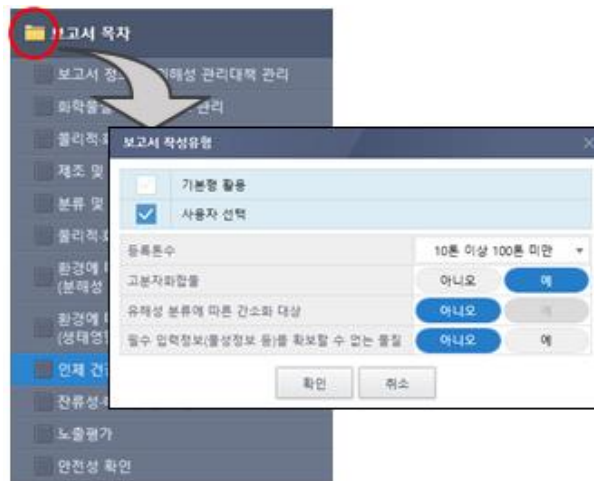 보고서 목차
보고서 정 해성 관리대책 관리
화학물질 관리
물리적·화
제조 및
분류 및
물리적·화
환경에 미
(분해성
환경에 미
(생태영
인체 건
잔류성·
노출평가
안전성 확인
보고서 작성유형
기본형 활용
사용자 선택
등록톤수 10톤 이상 100톤 미만
고분자화합물 아니오 예
유해성 분류에 따른 간소화 대상 아니오 예
필수 입력정보(물성정보 등)를 확보할 수 없는 물질 아니오 예
확인 취소